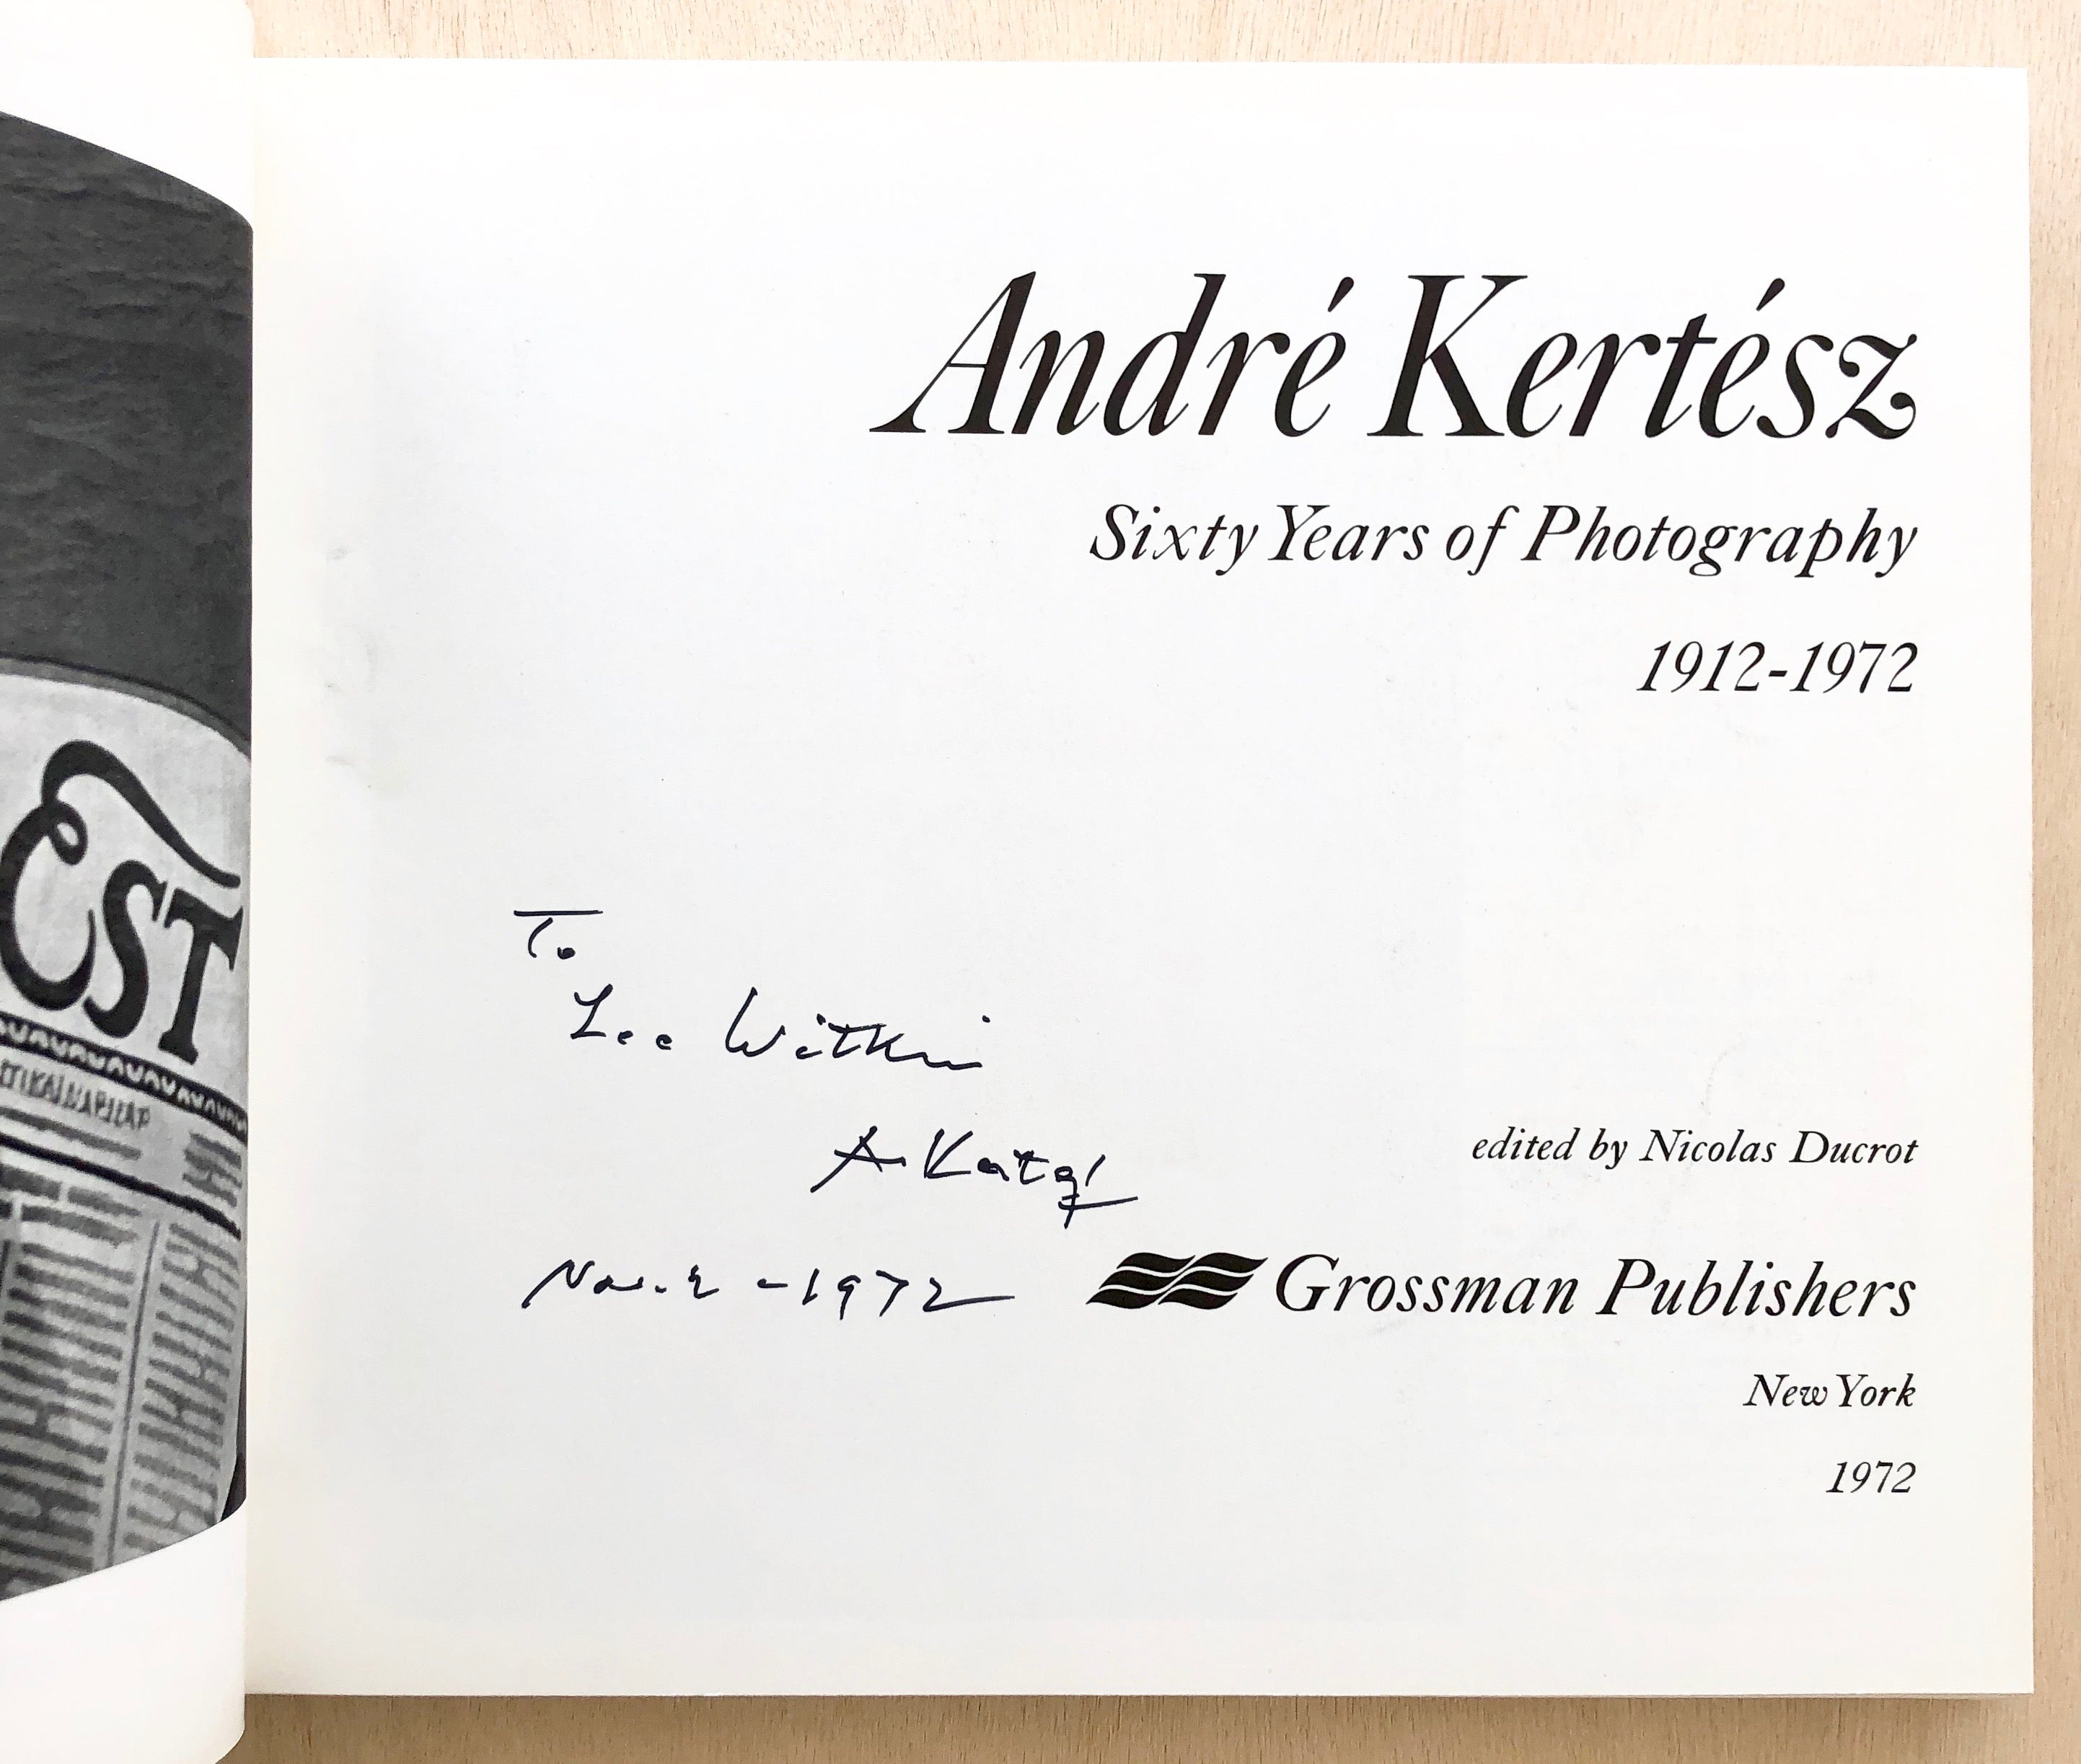 EST
André Kertész
Sixty Years of Photography
1912-1972
To
Lee Witkin
A Kertész
Nov. 2 - 1972
edited by Nicolas Ducrot
Grossman Publishers
New York
1972